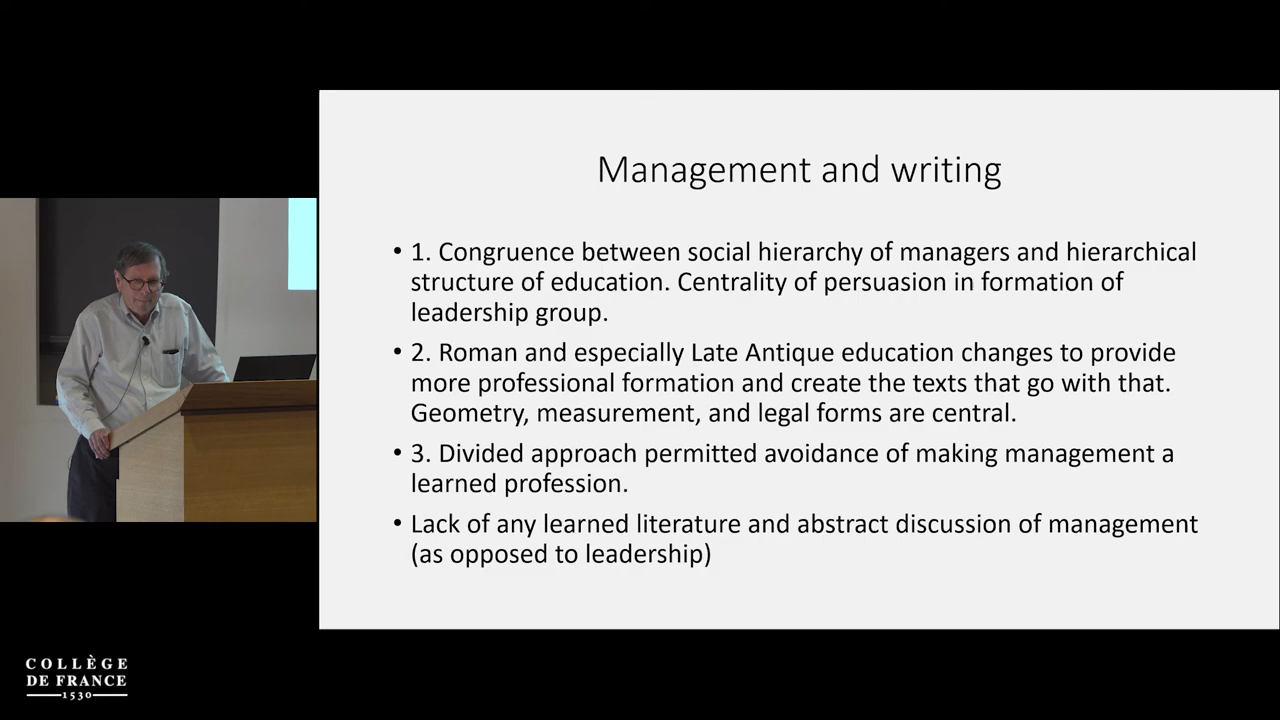 Management and writing
• 1. Congruence between social hierarchy of managers and hierarchical
structure of education. Centrality of persuasion in formation of
leadership group.
• 2. Roman and especially Late Antique education changes to provide
more professional formation and create the texts that go with that.
Geometry, measurement, and legal forms are central.
• 3. Divided approach permitted avoidance of making management a
learned profession.
• Lack of any learned literature and abstract discussion of management
(as opposed to leadership)
COLLÈGE
DE FRANCE
1530